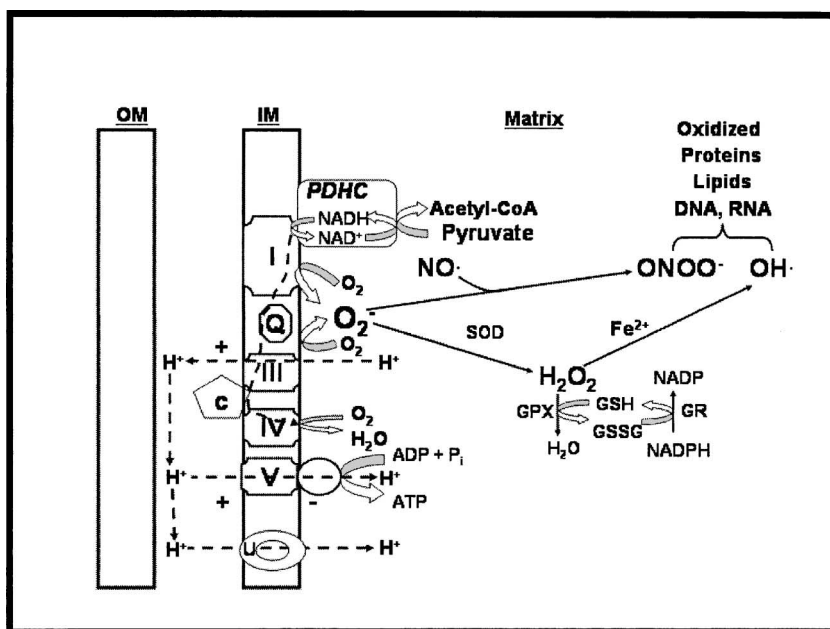 OM
IM
Matrix
Oxidized
Proteins
Lipids
DNA, RNA
PDHC
NADH
NAD⁺
Acetyl-CoA
Pyruvate
I
O₂
NO·
ONOO⁻
OH·
Q
O₂⁻
O₂
SOD
Fe²⁺
H⁺
+
III
H⁺
H₂O₂
NADP
C
GPX
GSH
GR
GSSG
H₂O
NADPH
IV
O₂
H₂O
ADP + Pᵢ
H⁺
V
H⁺
+
-
ATP
H⁺
U
H⁺